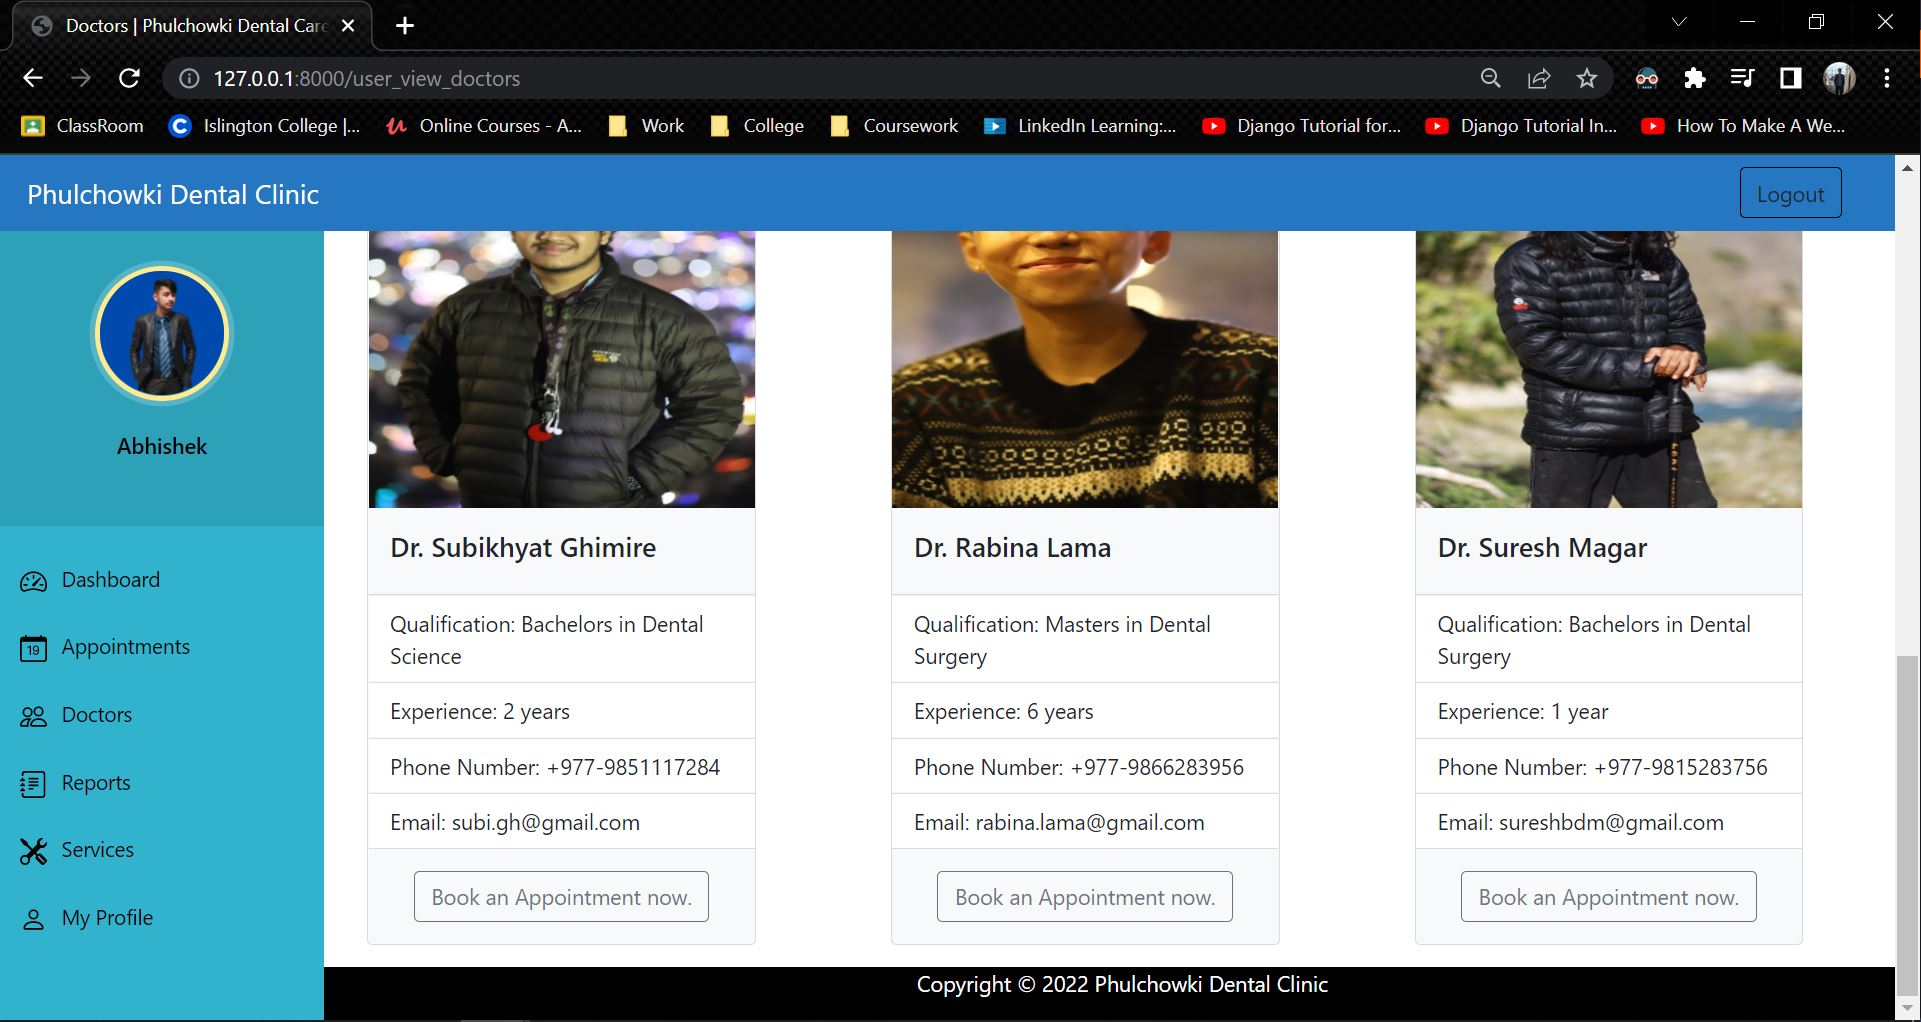 Doctors | Phulchowki Dental Care
127.0.0.1:8000/user_view_doctors
ClassRoom
Islington College |...
Online Courses - A...
Work
College
Coursework
LinkedIn Learning:...
Django Tutorial for...
Django Tutorial In...
How To Make A We...
Phulchowki Dental Clinic
Logout
Abhishek
Dashboard
19
Appointments
Doctors
Reports
Services
My Profile
Dr. Subikhyat Ghimire
Qualification: Bachelors in Dental
Science
Experience: 2 years
Phone Number: +977-9851117284
Email: subi.gh@gmail.com
Book an Appointment now.
Dr. Rabina Lama
Qualification: Masters in Dental
Surgery
Experience: 6 years
Phone Number: +977-9866283956
Email: rabina.lama@gmail.com
Book an Appointment now.
Dr. Suresh Magar
Qualification: Bachelors in Dental
Surgery
Experience: 1 year
Phone Number: +977-9815283756
Email: sureshbdm@gmail.com
Book an Appointment now.
Copyright © 2022 Phulchowki Dental Clinic